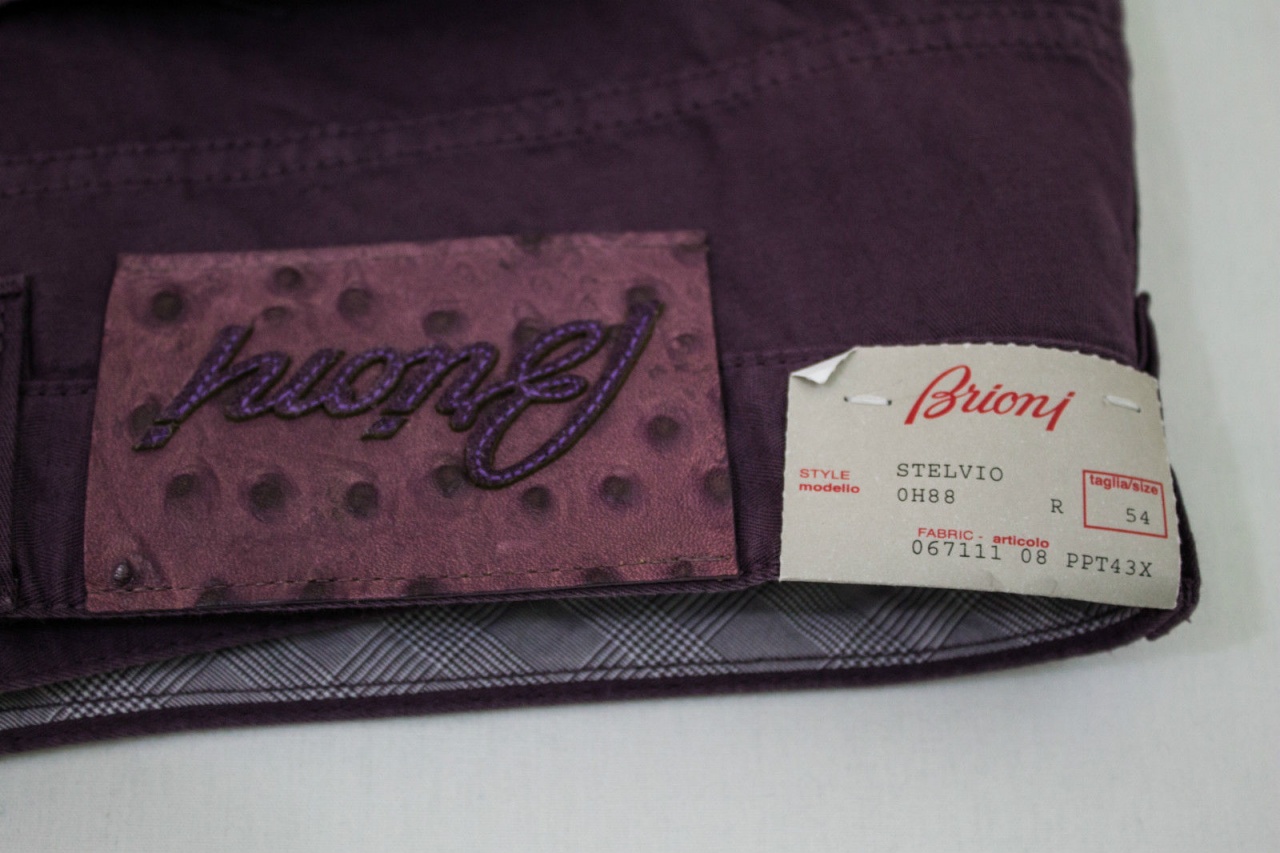 Brioni
Brioni
STYLE STELVIO
modello 0H88 R
taglia/size
54
FABRIC - articolo
067111 08 PPT43X